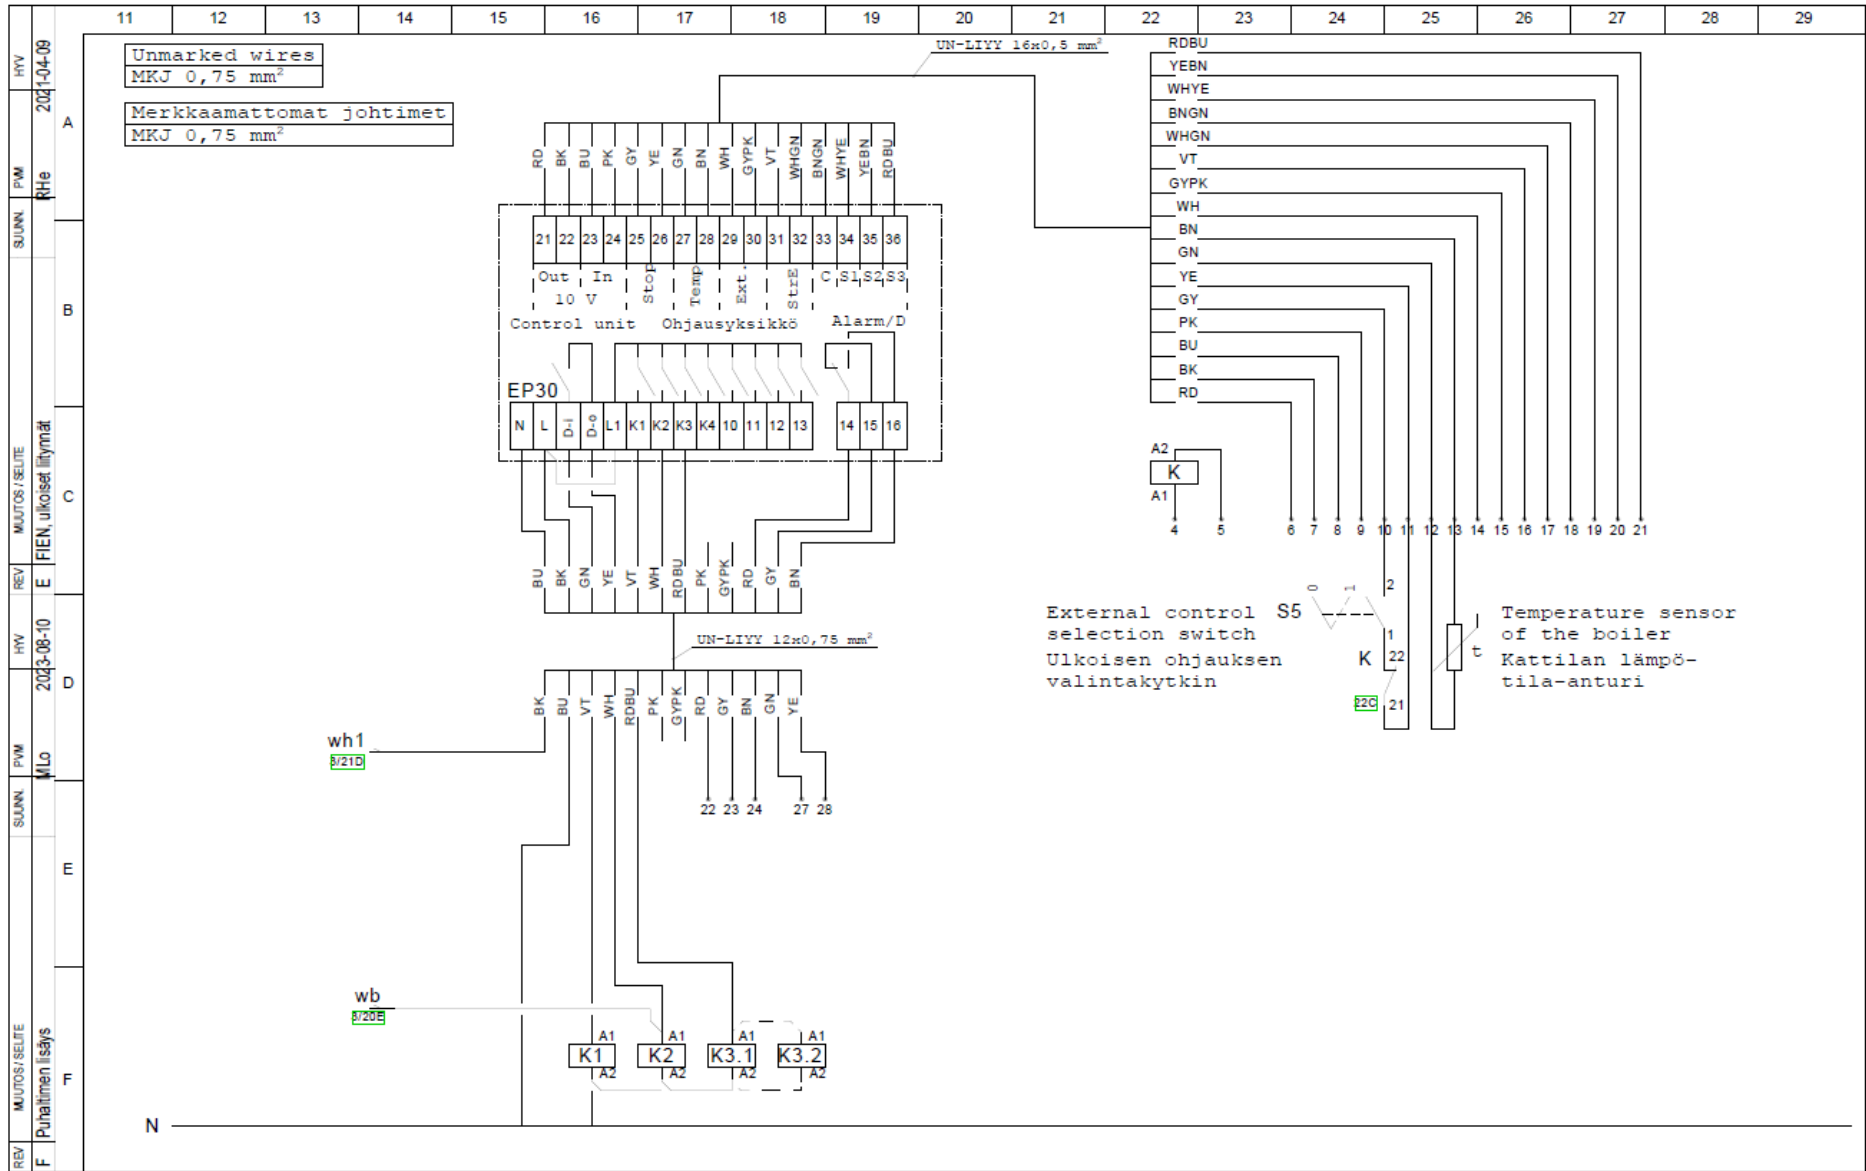 11 12 13 14 15 16 17 18 19 20 21 22 23 24 25 26 27 28 29
HYV
2021-04-09
PVM
RHe
SUUNN.
MUUTOS / SELITE
FIEN, ulkoiset liitynnät
REV
E
HYV
2023-08-10
PVM
MLo
SUUNN.
MUUTOS / SELITE
Puhaltimen lisäys
REV
F
A
B
C
D
E
F
Unmarked wires
MKJ 0,75 mm²
Merkkaamattomat johtimet
MKJ 0,75 mm²
UN-LIYY 16x0,5 mm²
RD BK BU PK GY YE GN BN WH GYPK VT WHGN BNGN WHYE YEBN RDBU
21 22 23 24 25 26 27 28 29 30 31 32 33 34 35 36
Out In Stop Temp Ext. StrE C S1 S2 S3
10 V
Control unit Ohjausyksikkö Alarm/D
EP30
N L D-i D-o L1 K1 K2 K3 K4 10 11 12 13 14 15 16
BU BK GN YE VT WH RDBU PK GYPK RD GY BN
UN-LIYY 12x0,75 mm²
BK BU VT WH RDBU PK GYPK RD GY BN GN YE
wh1
3/21D
22 23 24 27 28
wb
3/20E
A1 A1 A1 A1
K1 K2 K3.1 K3.2
A2 A2 A2 A2
N
RDBU
YEBN
WHYE
BNGN
WHGN
VT
GYPK
WH
BN
GN
YE
GY
PK
BU
BK
RD
A2
K
A1
4 5 6 7 8 9 10 11 12 13 14 15 16 17 18 19 20 21
0 1 2
External control S5
selection switch
Ulkoisen ohjauksen
valintakytkin
1
K 22
22C 21
t
Temperature sensor
of the boiler
Kattilan lämpö-
tila-anturi